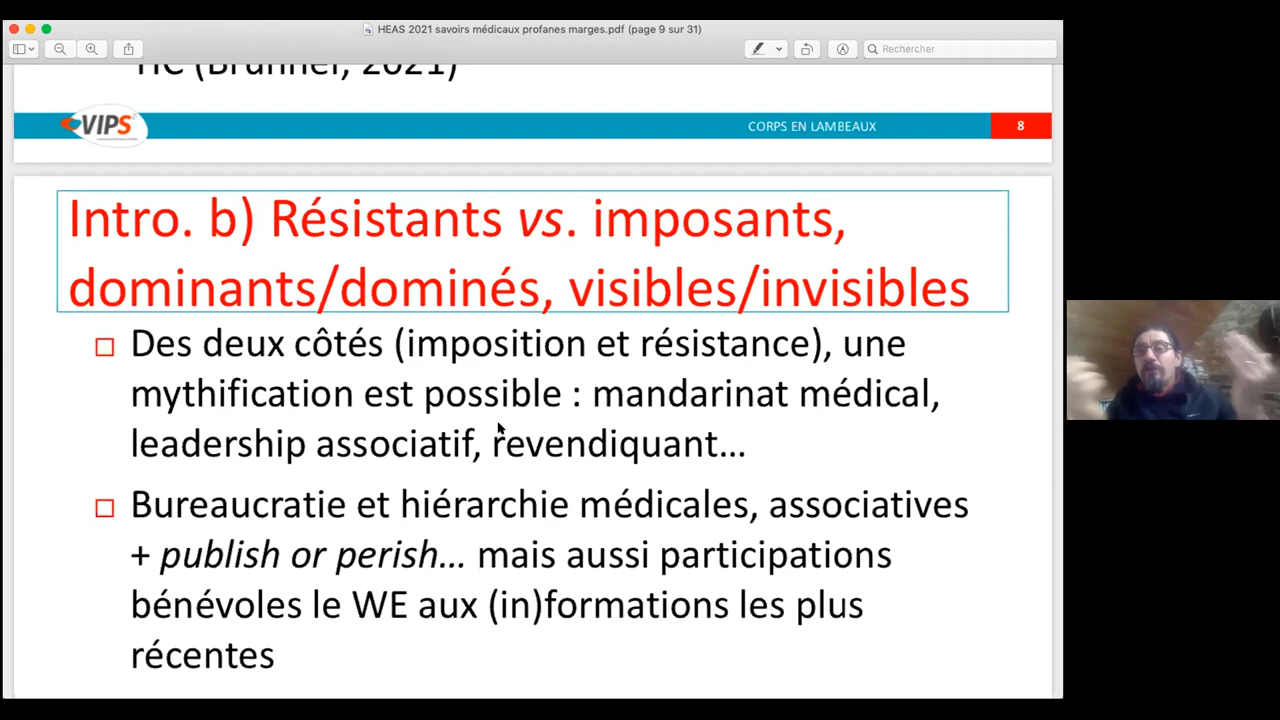 HEAS 2021 savoirs médicaux profanes marges.pdf (page 9 sur 31)
Rechercher
TIC (Brunner, 2021)
VIPS
CORPS EN LAMBEAUX
8
Intro. b) Résistants vs. imposants,
dominants/dominés, visibles/invisibles
Des deux côtés (imposition et résistance), une
mythification est possible : mandarinat médical,
leadership associatif, revendiquant…
Bureaucratie et hiérarchie médicales, associatives
+ publish or perish… mais aussi participations
bénévoles le WE aux (in)formations les plus
récentes